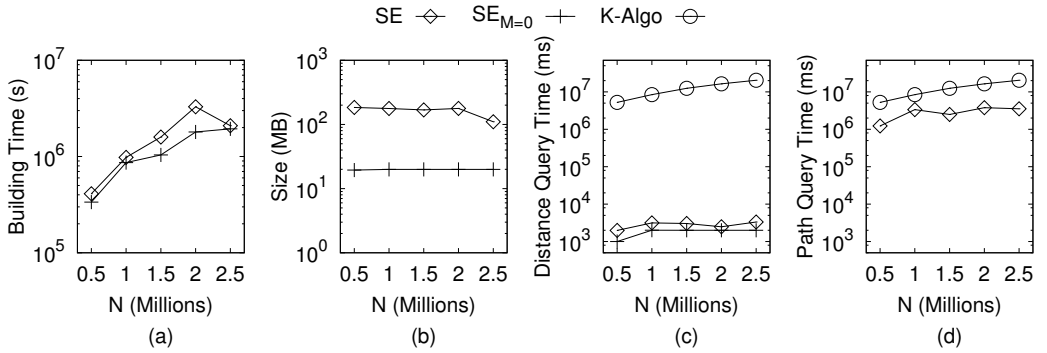 SE SE_{M=0} K-Algo
Building Time (s)
10^7
10^6
10^5
0.5 1 1.5 2 2.5
N (Millions)
(a)
Size (MB)
10^3
10^2
10^1
10^0
0.5 1 1.5 2 2.5
N (Millions)
(b)
Distance Query Time (ms)
10^7
10^6
10^5
10^4
10^3
0.5 1 1.5 2 2.5
N (Millions)
(c)
Path Query Time (ms)
10^7
10^6
10^5
10^4
10^3
0.5 1 1.5 2 2.5
N (Millions)
(d)